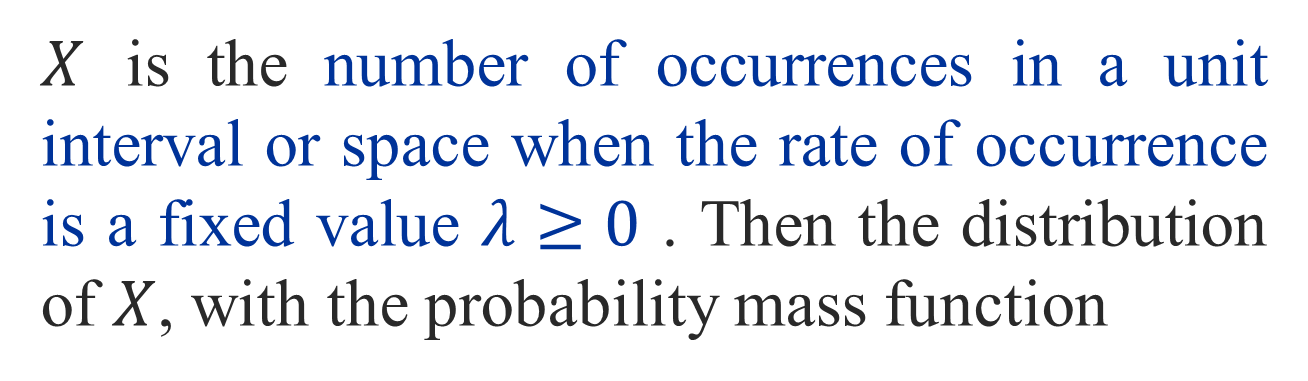 X is the number of occurrences in a unit
interval or space when the rate of occurrence
is a fixed value λ ≥ 0 . Then the distribution
of X, with the probability mass function